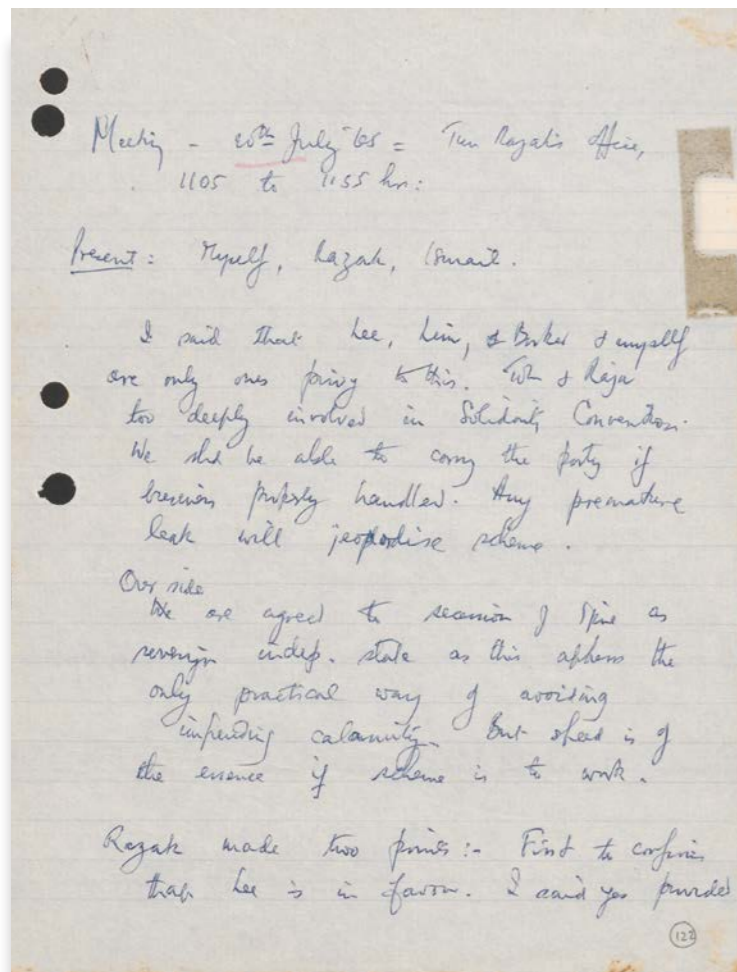 Meeting - 20th July '65 = Tun Razak's office,
1105 to 1155 hrs:
Present: Myself, Razak, Ismail.
I said that Lee, Lim, & Barker & myself
are only ones privy to this. Toh & Raja
too deeply involved in Solidarity Convention.
We shd be able to carry the party if
business properly handled. Any premature
leak will jeopardise scheme.
Our side
We are agreed to secession of S'pore as
sovereign indep. state as this appears the
only practical way of avoiding
impending calamity. But speed is of
the essence if scheme is to work.
Razak made two points:- First to confirm
that Lee is in favour. I said yes provided
122